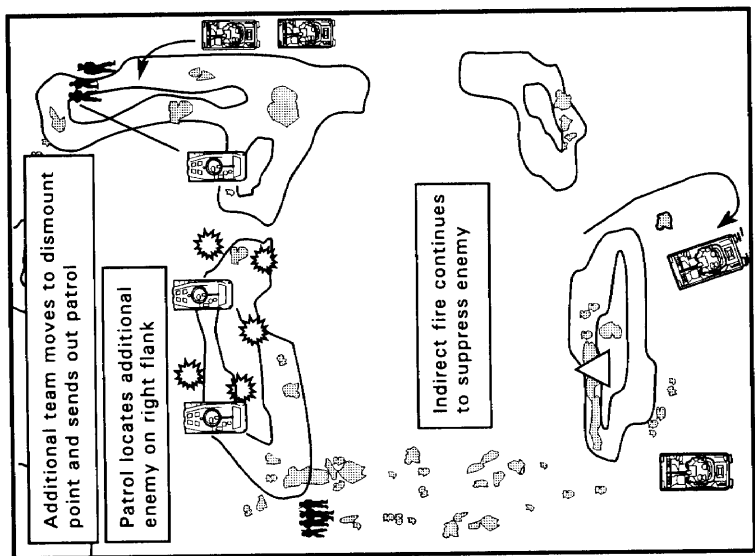 Additional team moves to dismount
point and sends out patrol
Patrol locates additional
enemy on right flank
Indirect fire continues
to suppress enemy